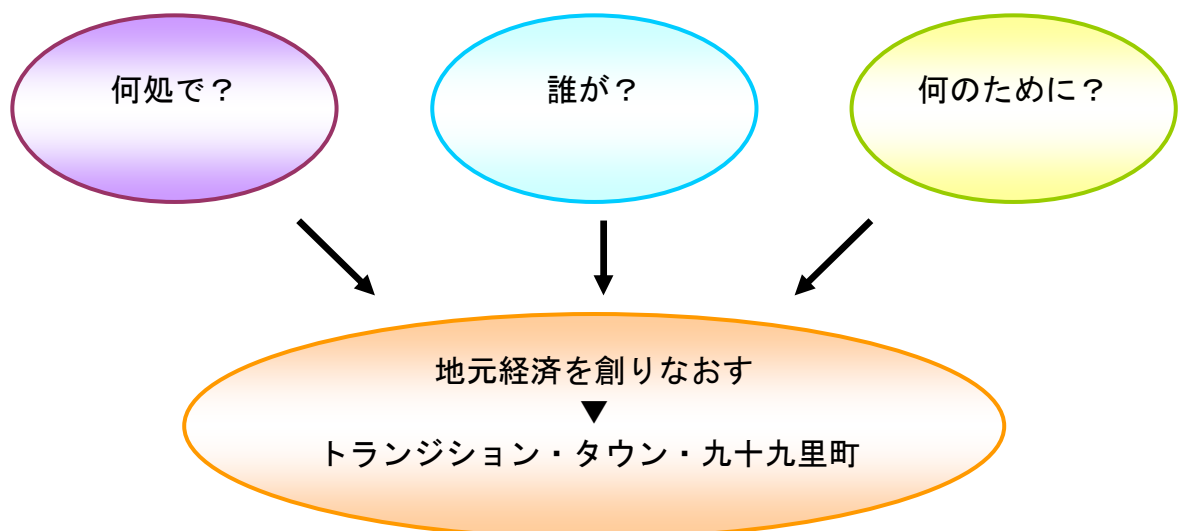 何処で？
誰が？
何のために？
地元経済を創りなおす
▼
トランジション・タウン・九十九里町